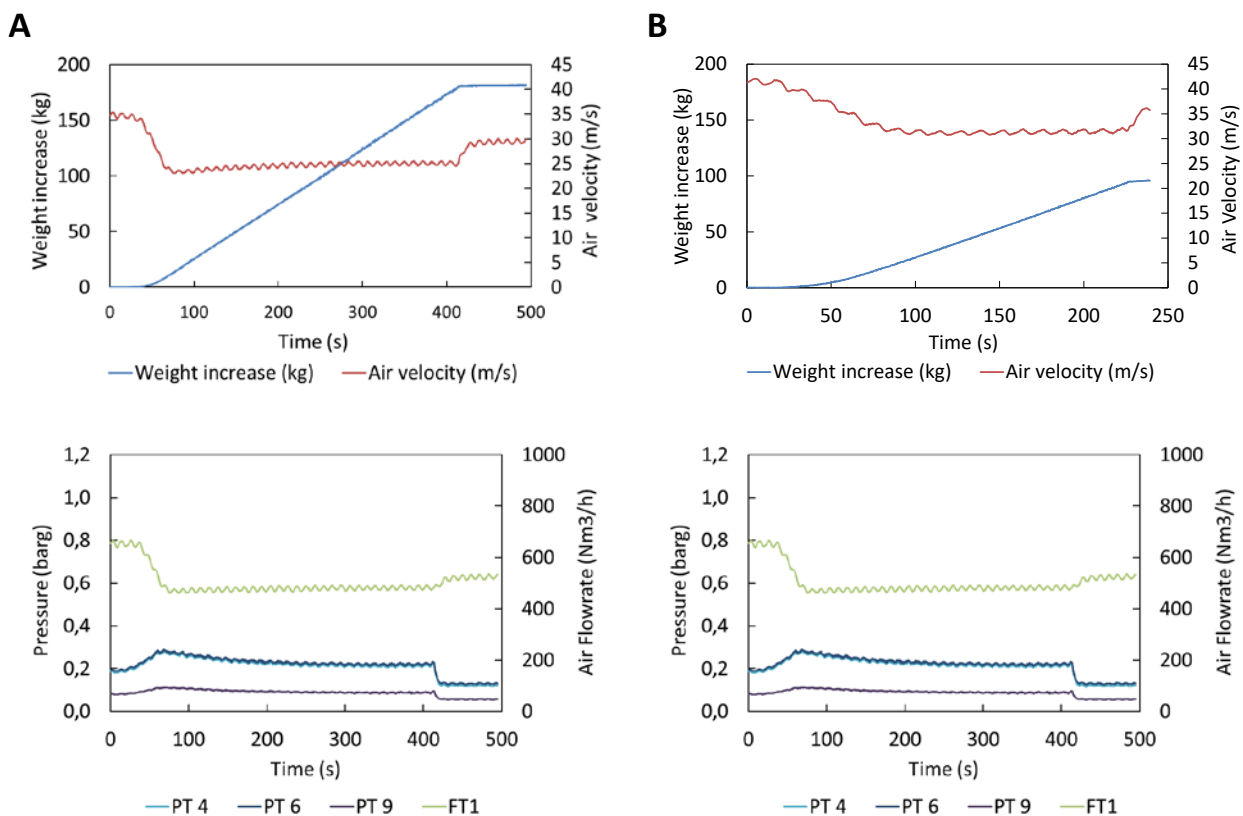 A
B
200
150
100
50
0
Weight increase (kg)
45
40
35
30
25
20
15
10
5
0
Air velocity (m/s)
0 100 200 300 400 500
Time (s)
Weight increase (kg) Air velocity (m/s)
200
150
100
50
0
Weight increase (kg)
45
40
35
30
25
20
15
10
5
0
Air Velocity (m/s)
0 50 100 150 200 250
Time (s)
Weight increase (kg) Air velocity (m/s)
1,2
1,0
0,8
0,6
0,4
0,2
0,0
Pressure (barg)
1000
800
600
400
200
0
Air Flowrate (Nm3/h)
0 100 200 300 400 500
Time (s)
PT 4 PT 6 PT 9 FT1
1,2
1,0
0,8
0,6
0,4
0,2
0,0
Pressure (barg)
1000
800
600
400
200
0
Air Flowrate (Nm3/h)
0 100 200 300 400 500
Time (s)
PT 4 PT 6 PT 9 FT1